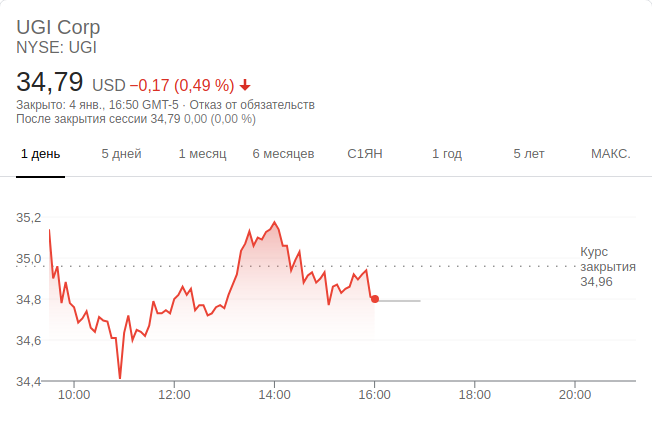 UGI Corp
NYSE: UGI
34,79 USD −0,17 (0,49 %)
Закрыто: 4 янв., 16:50 GMT-5 · Отказ от обязательств
После закрытия сессии 34,79 0,00 (0,00 %)
1 день 5 дней 1 месяц 6 месяцев С1ЯН 1 год 5 лет МАКС.
35,2
35,0
34,8
34,6
34,4
Курс
закрытия
34,96
10:00 12:00 14:00 16:00 18:00 20:00